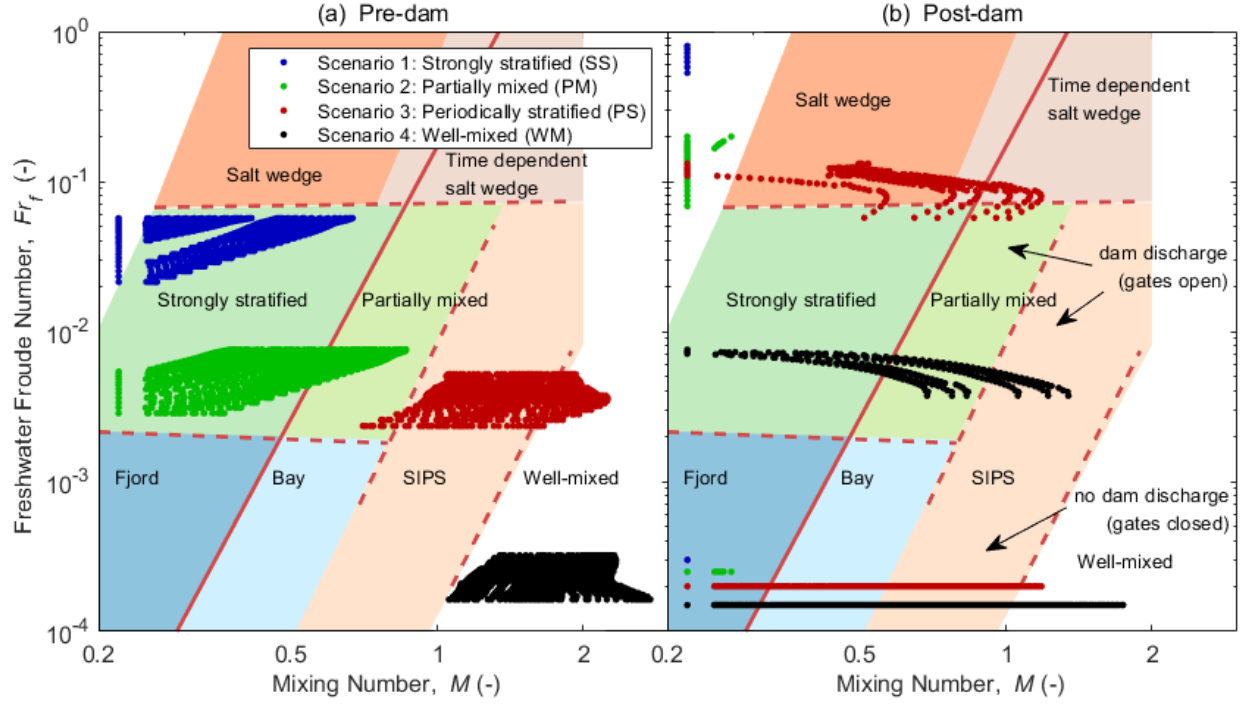 (a) Pre-dam
(b) Post-dam
Freshwater Froude Number, Fr_f (-)
10^0
10^-1
10^-2
10^-3
10^-4
Scenario 1: Strongly stratified (SS)
Scenario 2: Partially mixed (PM)
Scenario 3: Periodically stratified (PS)
Scenario 4: Well-mixed (WM)
Salt wedge
Time dependent
salt wedge
Strongly stratified
Partially mixed
Fjord
Bay
SIPS
Well-mixed
0.2
0.5
1
2
Mixing Number, M (-)
Salt wedge
Time dependent
salt wedge
dam discharge
(gates open)
Strongly stratified
Partially mixed
Fjord
Bay
SIPS
no dam discharge
(gates closed)
Well-mixed
0.2
0.5
1
2
Mixing Number, M (-)